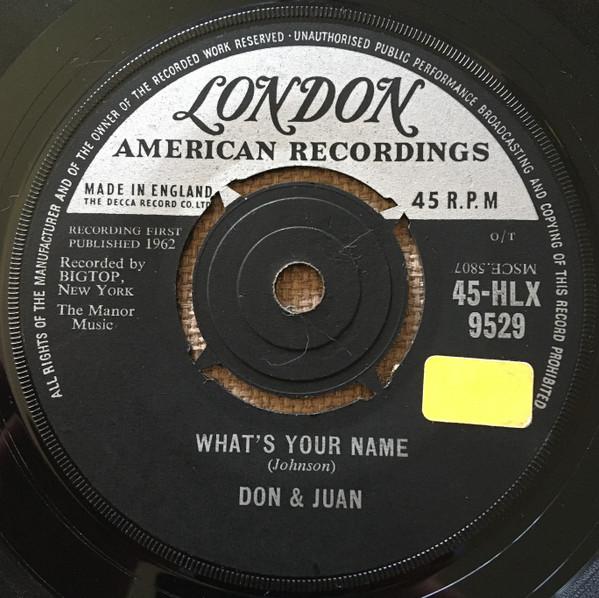 ALL RIGHTS OF THE MANUFACTURER AND OF THE OWNER OF THE RECORDED WORK RESERVED · UNAUTHORISED PUBLIC PERFORMANCE BROADCASTING AND COPYING OF THIS RECORD PROHIBITED
LONDON
AMERICAN RECORDINGS
MADE IN ENGLAND
THE DECCA RECORD CO. LTD
45 R.P.M
RECORDING FIRST
PUBLISHED 1962
Recorded by
BIGTOP,
NEW YORK
The Manor
Music
O/T
MSCE.5807
45-HLX
9529
WHAT'S YOUR NAME
(Johnson)
DON & JUAN